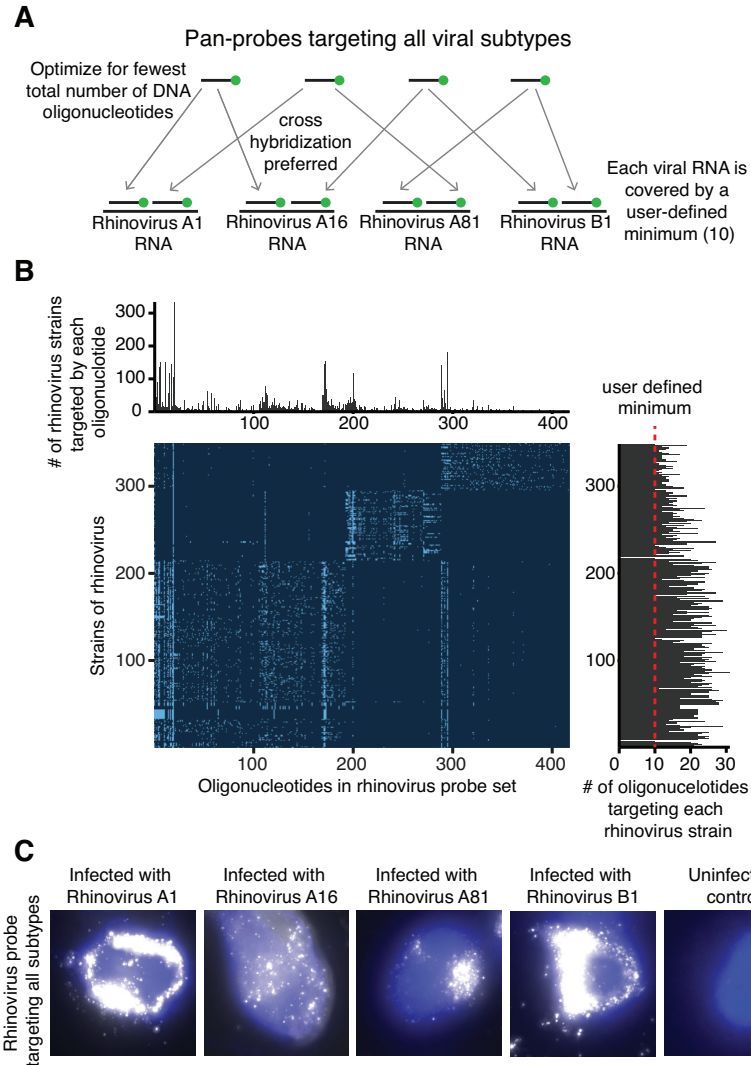 A
Pan-probes targeting all viral subtypes
Optimize for fewest
total number of DNA
oligonucleotides
cross
hybridization
preferred
Each viral RNA is
covered by a
user-defined
minimum (10)
Rhinovirus A1
RNA
Rhinovirus A16
RNA
Rhinovirus A81
RNA
Rhinovirus B1
RNA
B
# of rhinovirus strains
targeted by each
oligonuclotide
300
200
100
0
100
200
300
400
user defined
minimum
Strains of rhinovirus
300
200
100
100
200
300
400
Oligonucleotides in rhinovirus probe set
300
200
100
0
10
20
30
# of oligonucelotides
targeting each
rhinovirus strain
C
Rhinovirus probe
targeting all subtypes
Infected with
Rhinovirus A1
Infected with
Rhinovirus A16
Infected with
Rhinovirus A81
Infected with
Rhinovirus B1
Uninfec
contro